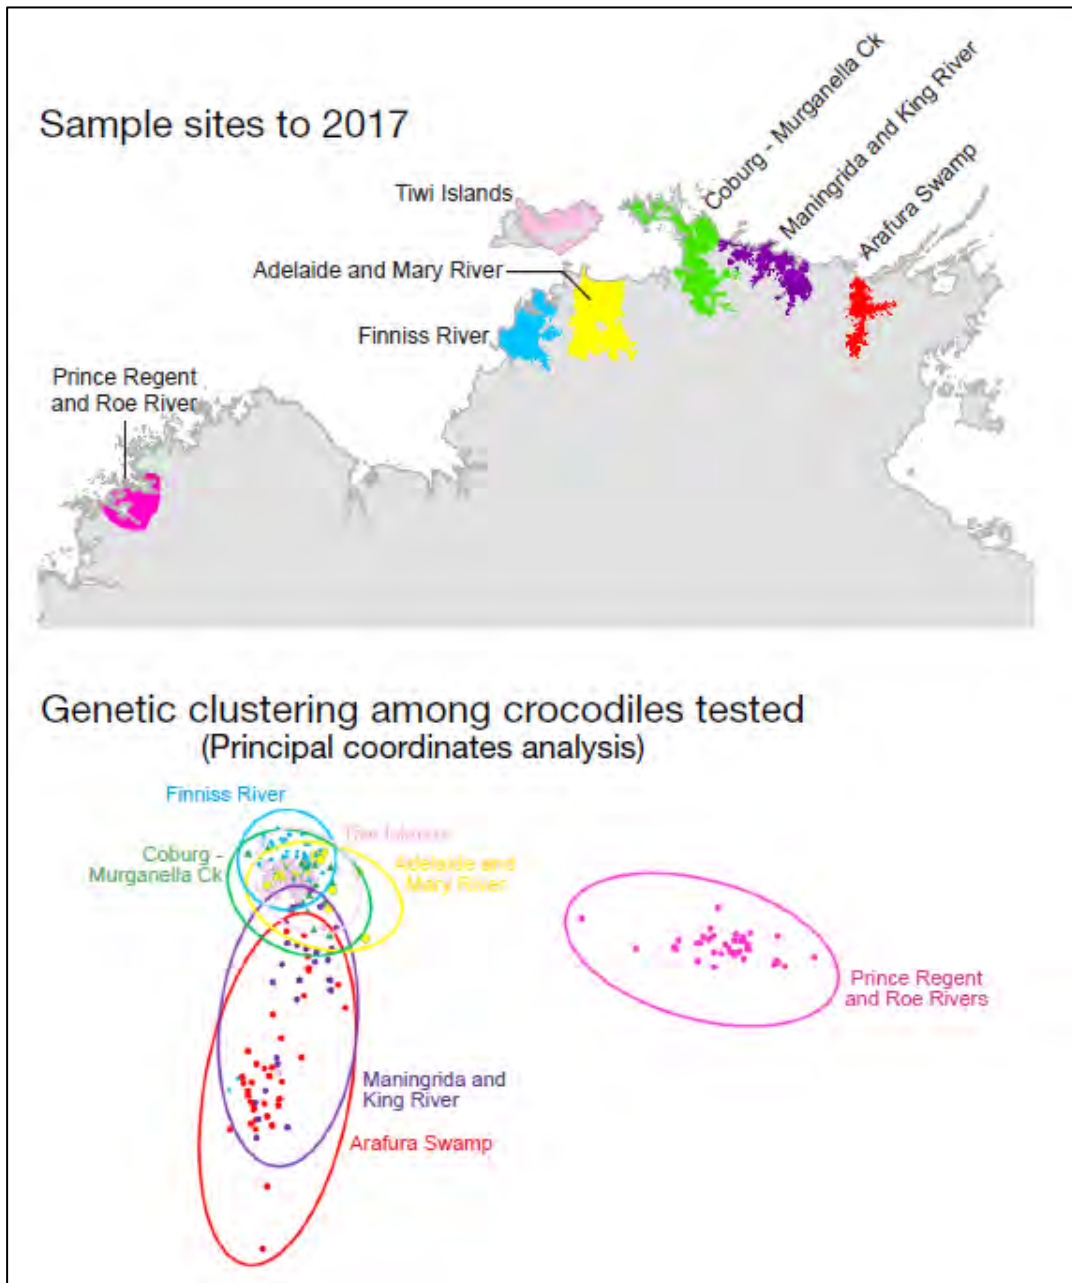 Sample sites to 2017
Coburg - Murganella Ck
Maningrida and King River
Arafura Swamp
Tiwi Islands
Adelaide and Mary River
Finniss River
Prince Regent
and Roe River
Genetic clustering among crocodiles tested
(Principal coordinates analysis)
Finniss River
Tiwi Islands
Coburg -
Murganella Ck
Adelaide and
Mary River
Prince Regent
and Roe Rivers
Maningrida and
King River
Arafura Swamp